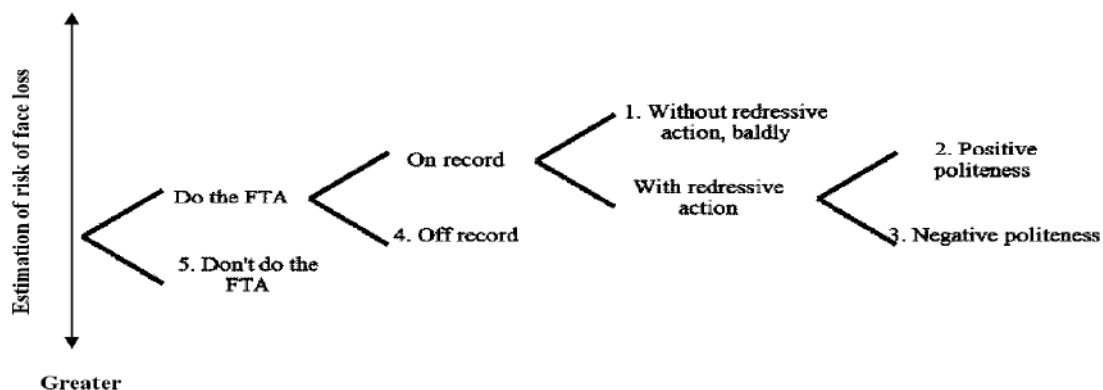 Estimation of risk of face loss
1. Without redressive
action, baldly
On record
2. Positive
politeness
Do the FTA
With redressive
action
4. Off record
3. Negative politeness
5. Don't do the
FTA
Greater